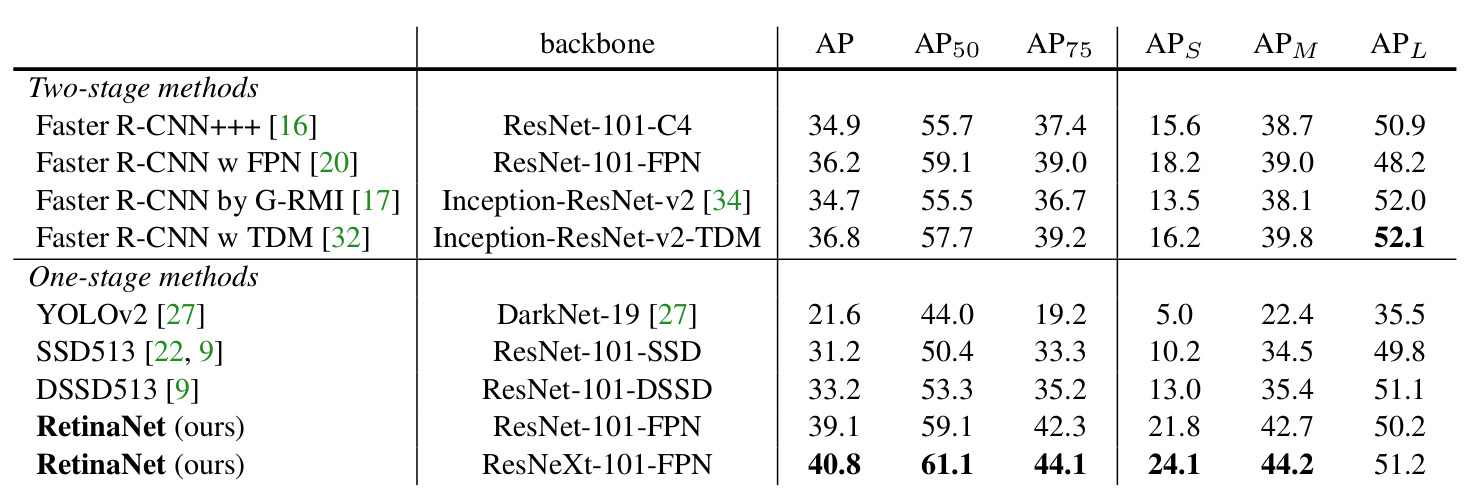 backbone AP AP50 AP75 APS APM APL
Two-stage methods
Faster R-CNN+++ [16] ResNet-101-C4 34.9 55.7 37.4 15.6 38.7 50.9
Faster R-CNN w FPN [20] ResNet-101-FPN 36.2 59.1 39.0 18.2 39.0 48.2
Faster R-CNN by G-RMI [17] Inception-ResNet-v2 [34] 34.7 55.5 36.7 13.5 38.1 52.0
Faster R-CNN w TDM [32] Inception-ResNet-v2-TDM 36.8 57.7 39.2 16.2 39.8 52.1
One-stage methods
YOLOv2 [27] DarkNet-19 [27] 21.6 44.0 19.2 5.0 22.4 35.5
SSD513 [22, 9] ResNet-101-SSD 31.2 50.4 33.3 10.2 34.5 49.8
DSSD513 [9] ResNet-101-DSSD 33.2 53.3 35.2 13.0 35.4 51.1
RetinaNet (ours) ResNet-101-FPN 39.1 59.1 42.3 21.8 42.7 50.2
RetinaNet (ours) ResNeXt-101-FPN 40.8 61.1 44.1 24.1 44.2 51.2